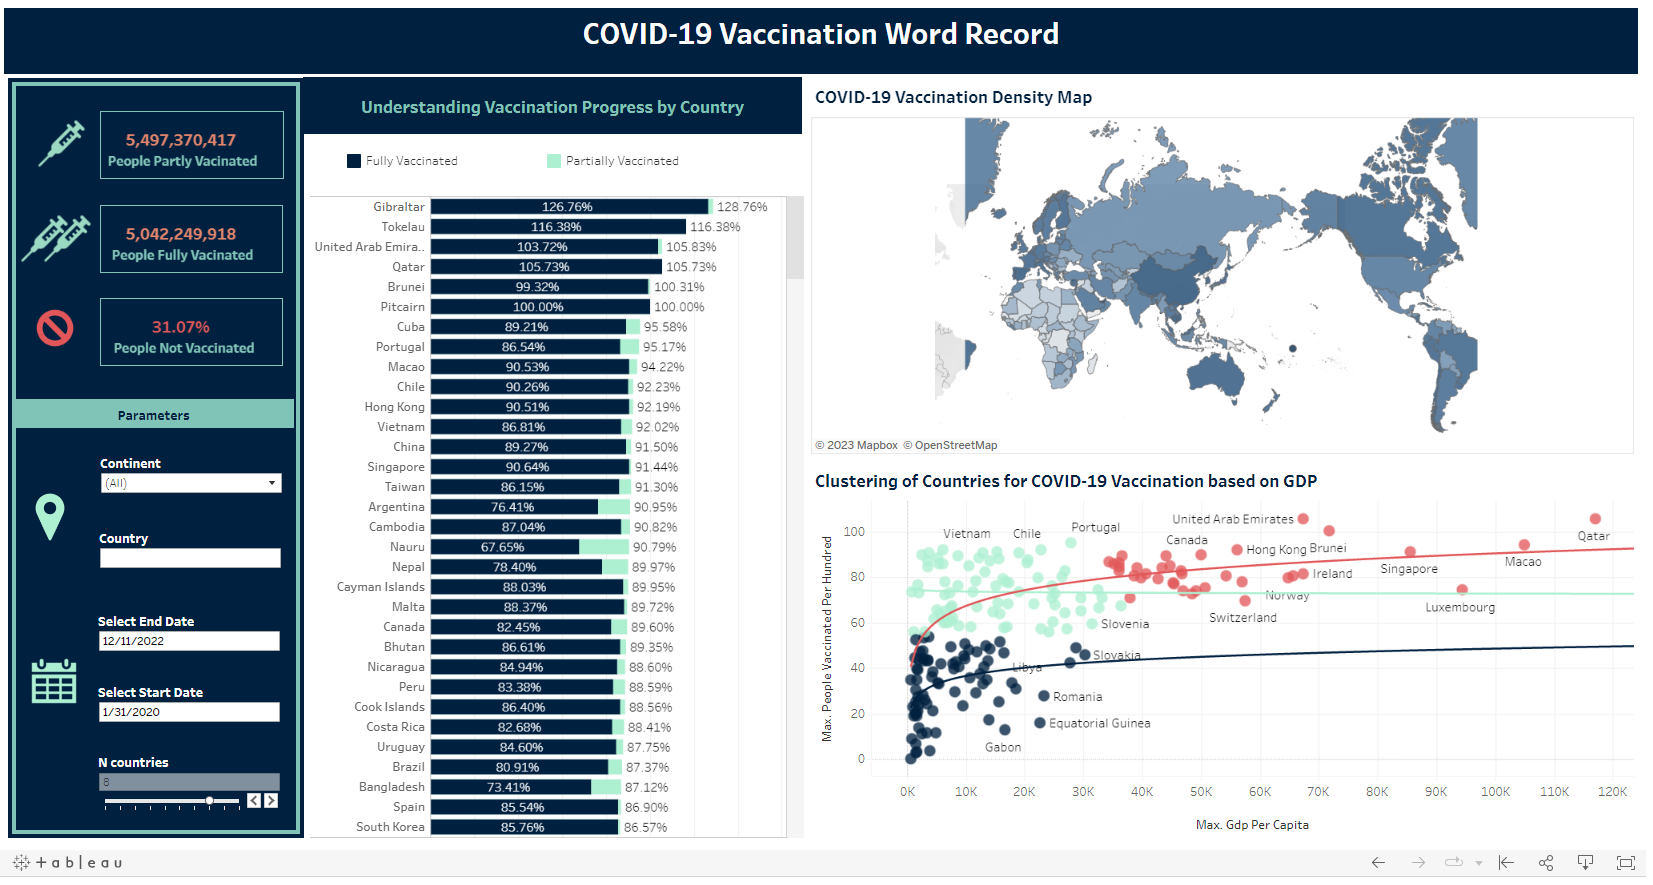 COVID-19 Vaccination Word Record
5,497,370,417
People Partly Vacinated
5,042,249,918
People Fully Vacinated
31.07%
People Not Vaccinated
Parameters
Continent
(All)
Country
Select End Date
12/11/2022
Select Start Date
1/31/2020
N countries
8
Understanding Vaccination Progress by Country
Fully Vaccinated
Partially Vaccinated
Gibraltar 126.76% 128.76%
Tokelau 116.38% 116.38%
United Arab Emira.. 103.72% 105.83%
Qatar 105.73% 105.73%
Brunei 99.32% 100.31%
Pitcairn 100.00% 100.00%
Cuba 89.21% 95.58%
Portugal 86.54% 95.17%
Macao 90.53% 94.22%
Chile 90.26% 92.23%
Hong Kong 90.51% 92.19%
Vietnam 86.81% 92.02%
China 89.27% 91.50%
Singapore 90.64% 91.44%
Taiwan 86.15% 91.30%
Argentina 76.41% 90.95%
Cambodia 87.04% 90.82%
Nauru 67.65% 90.79%
Nepal 78.40% 89.97%
Cayman Islands 88.03% 89.95%
Malta 88.37% 89.72%
Canada 82.45% 89.60%
Bhutan 86.61% 89.35%
Nicaragua 84.94% 88.60%
Peru 83.38% 88.59%
Cook Islands 86.40% 88.56%
Costa Rica 82.68% 88.41%
Uruguay 84.60% 87.75%
Brazil 80.91% 87.37%
Bangladesh 73.41% 87.12%
Spain 85.54% 86.90%
South Korea 85.76% 86.57%
COVID-19 Vaccination Density Map
© 2023 Mapbox © OpenStreetMap
Clustering of Countries for COVID-19 Vaccination based on GDP
Max. People Vaccinated Per Hundred
100
80
60
40
20
0
Vietnam
Chile
Portugal
United Arab Emirates
Canada
Hong Kong
Brunei
Qatar
Macao
Singapore
Ireland
Norway
Luxembourg
Switzerland
Slovenia
Slovakia
Libya
Romania
Equatorial Guinea
Gabon
0K 10K 20K 30K 40K 50K 60K 70K 80K 90K 100K 110K 120K
Max. Gdp Per Capita
+ a b l e a u